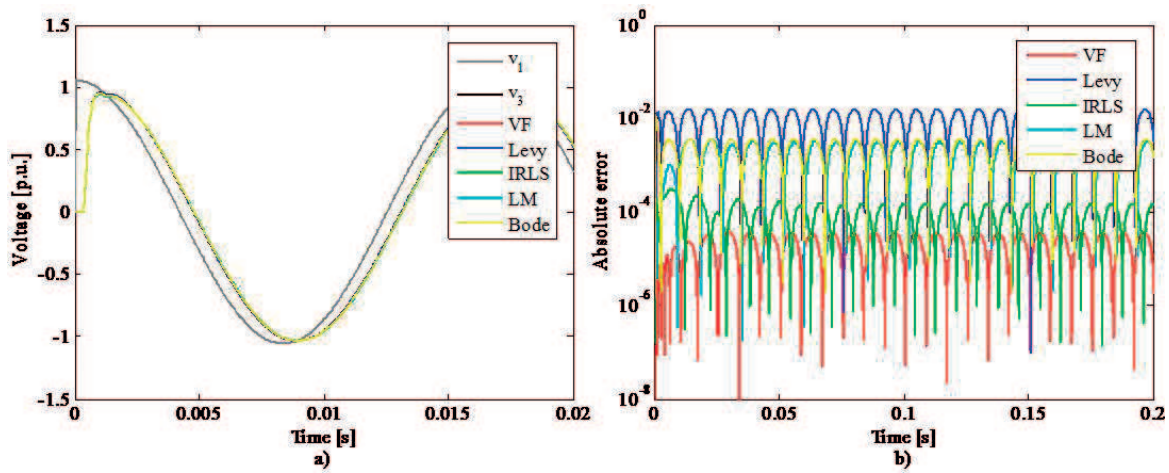 1.5
1
0.5
0
-0.5
-1
-1.5
Voltage [p.u.]
0
0.005
0.01
0.015
0.02
Time [s]
a)
v1
v3
VF
Levy
IRLS
LM
Bode
10^0
10^-2
10^-4
10^-6
10^-8
Absolute error
0
0.05
0.1
0.15
0.2
Time [s]
b)
VF
Levy
IRLS
LM
Bode